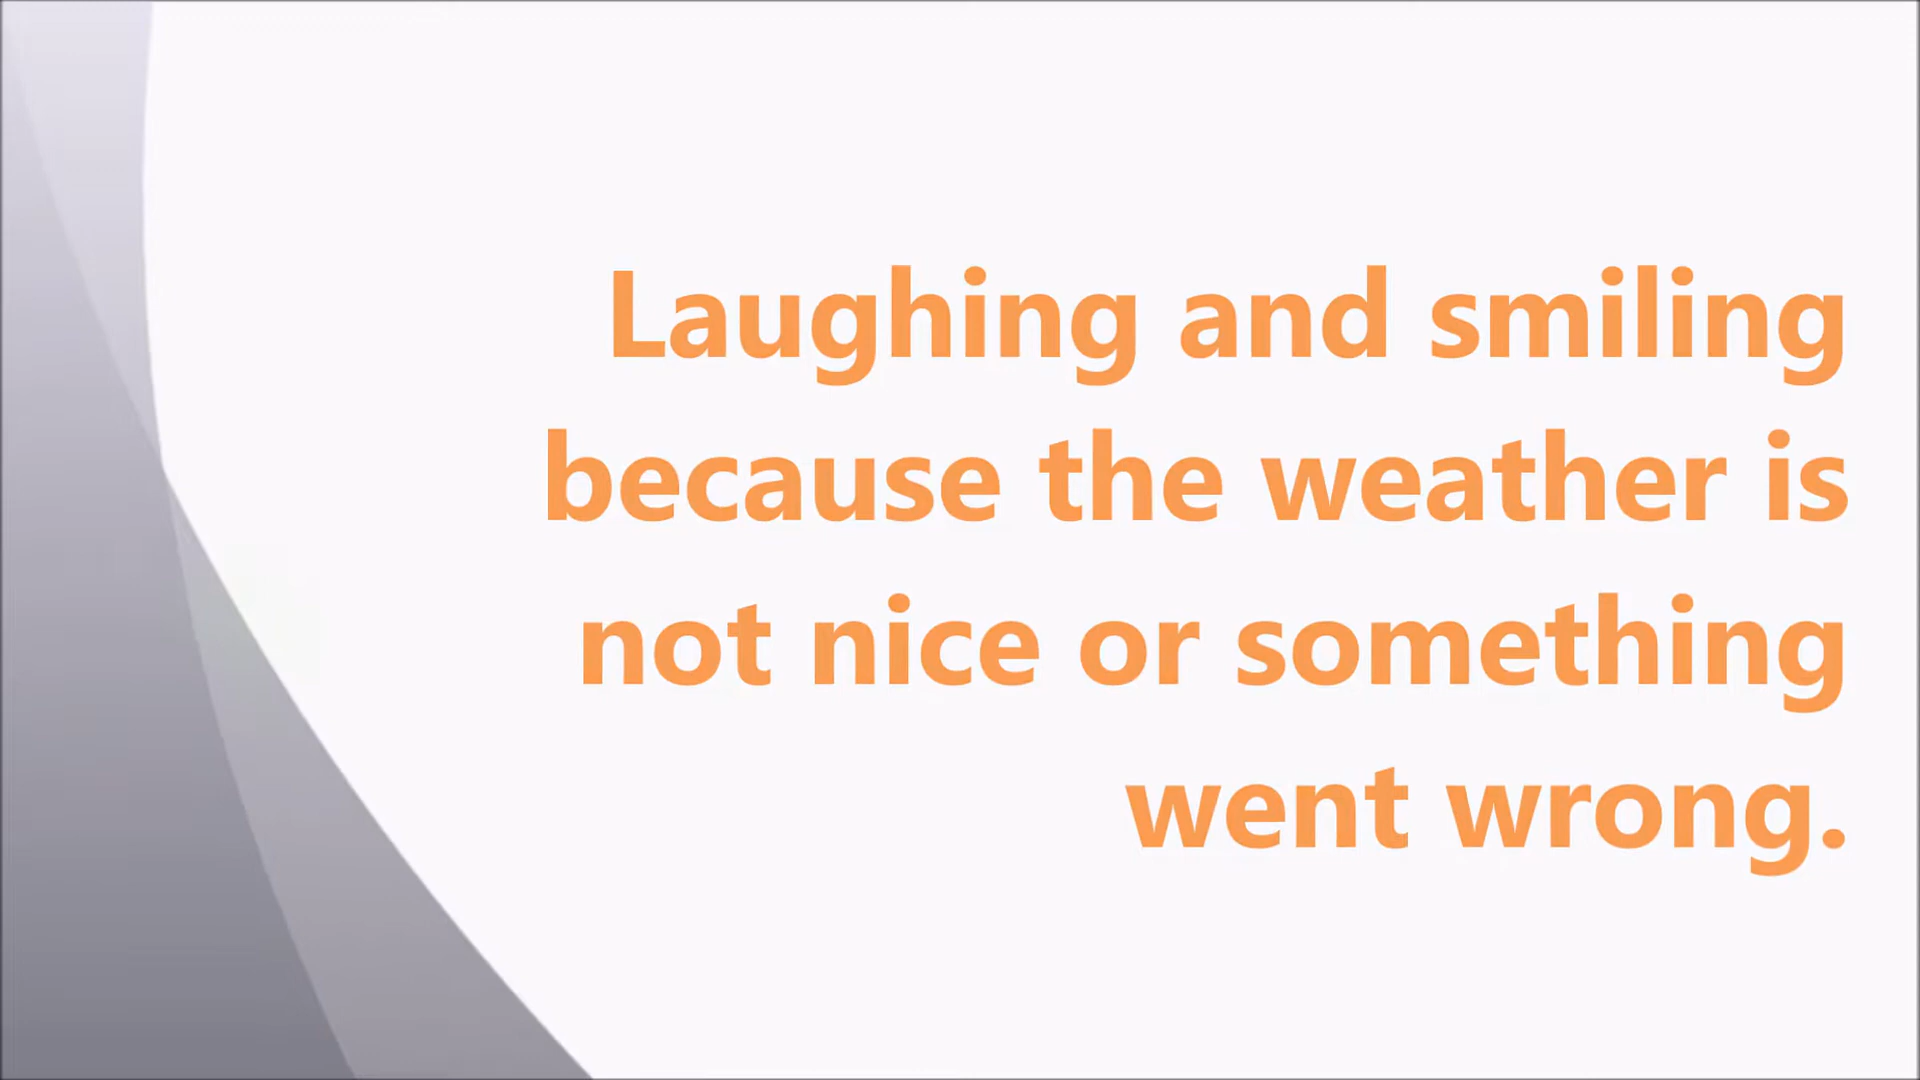 Laughing and smiling
because the weather is
not nice or something
went wrong.